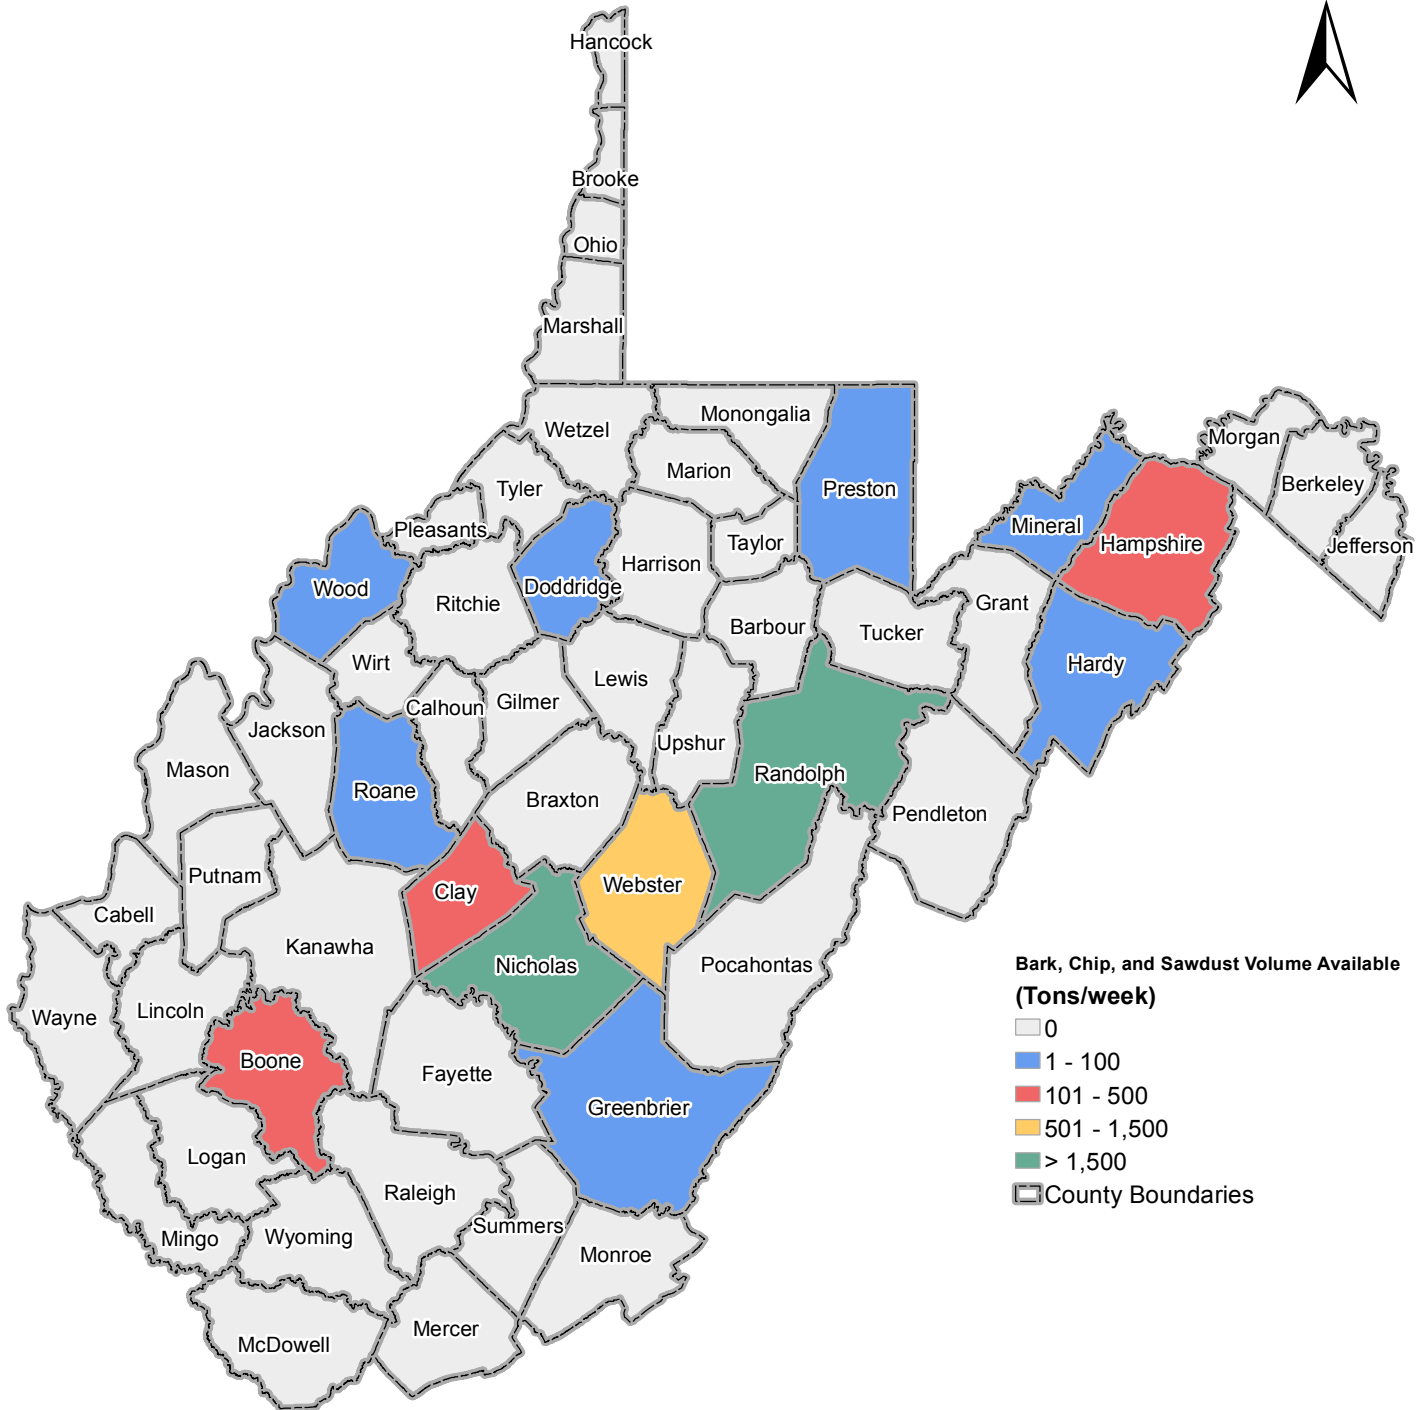 Hancock
Brooke
Ohio
Marshall
Wetzel
Monongalia
Marion
Preston
Tyler
Pleasants
Taylor
Harrison
Doddridge
Wood
Ritchie
Morgan
Berkeley
Jefferson
Mineral
Hampshire
Grant
Hardy
Barbour
Tucker
Wirt
Lewis
Gilmer
Calhoun
Jackson
Upshur
Mason
Roane
Braxton
Randolph
Pendleton
Putnam
Clay
Webster
Cabell
Kanawha
Nicholas
Pocahontas
Wayne
Lincoln
Boone
Fayette
Greenbrier
Logan
Raleigh
Summers
Mingo
Wyoming
Monroe
Mercer
McDowell
Bark, Chip, and Sawdust Volume Available
(Tons/week)
0
1 - 100
101 - 500
501 - 1,500
> 1,500
County Boundaries